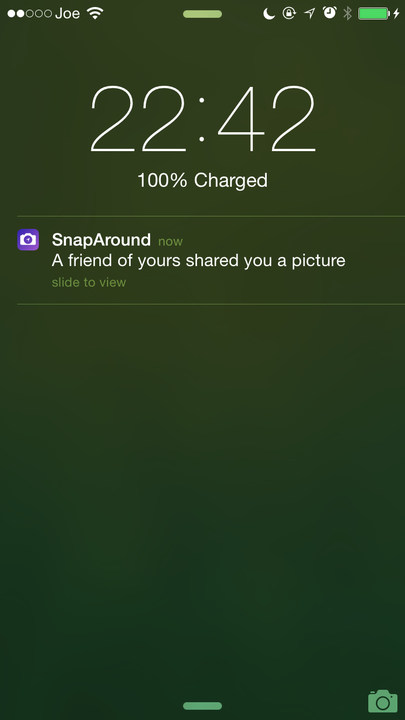 Joe
22:42
100% Charged
SnapAround now
A friend of yours shared you a picture
slide to view